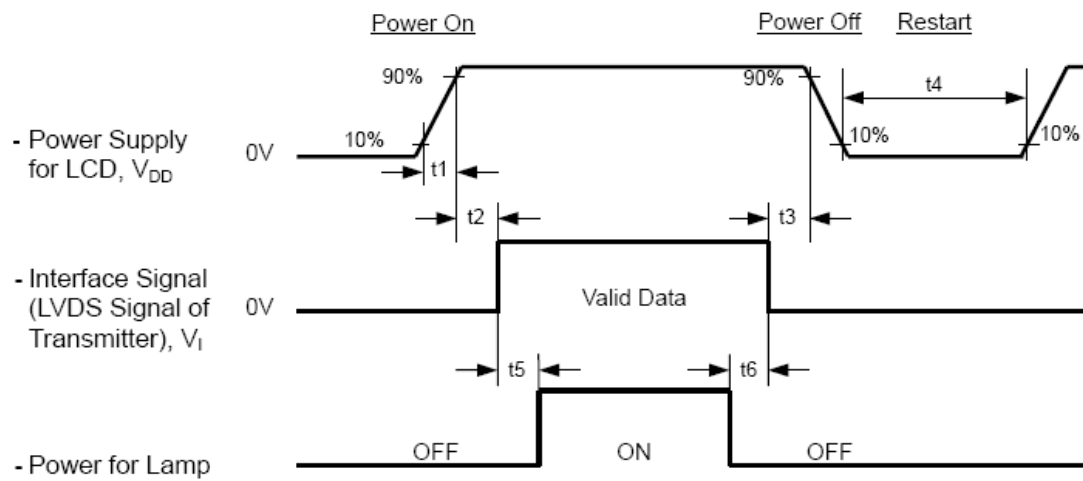 Power On
Power Off
Restart
90%
90%
t4
- Power Supply
for LCD, VDD
0V
10%
10%
10%
t1
t2
t3
- Interface Signal
(LVDS Signal of
Transmitter), VI
0V
Valid Data
t5
t6
- Power for Lamp
OFF
ON
OFF